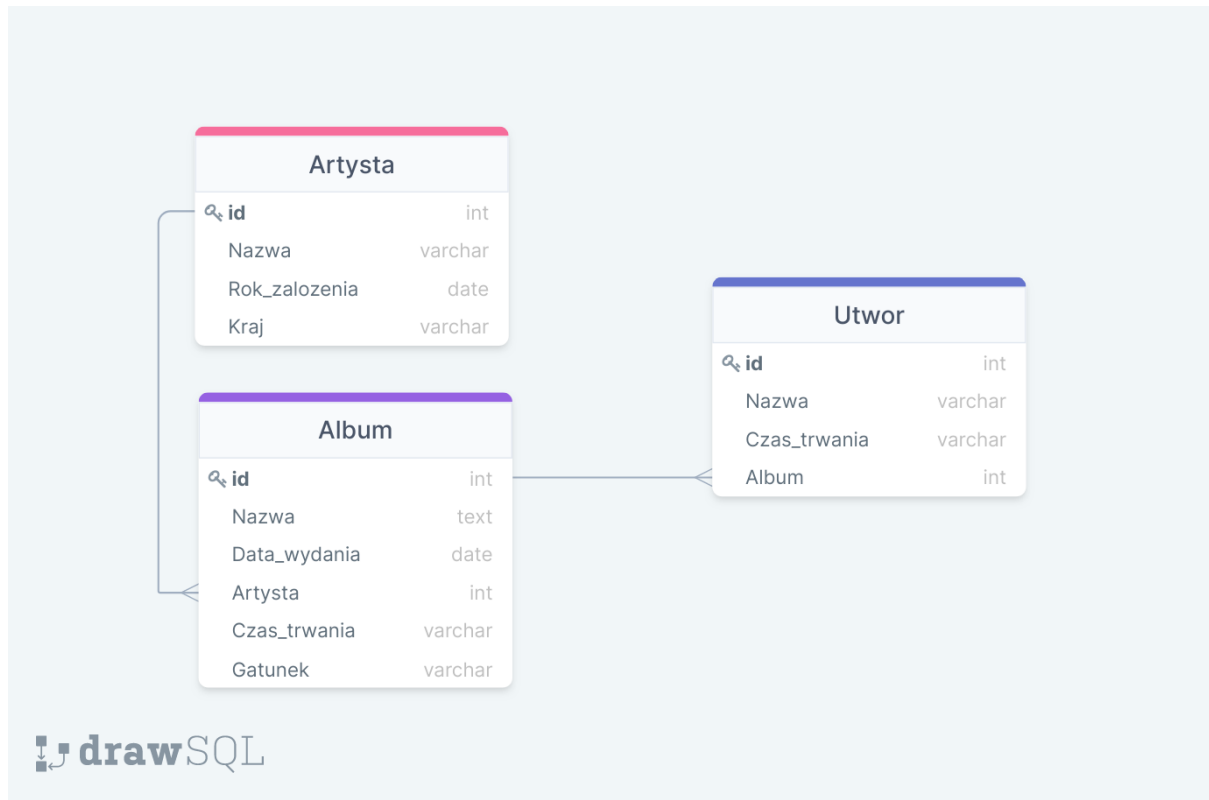 Artysta
id int
Nazwa varchar
Rok_zalozenia date
Kraj varchar
Album
id int
Nazwa text
Data_wydania date
Artysta int
Czas_trwania varchar
Gatunek varchar
Utwor
id int
Nazwa varchar
Czas_trwania varchar
Album int
drawSQL